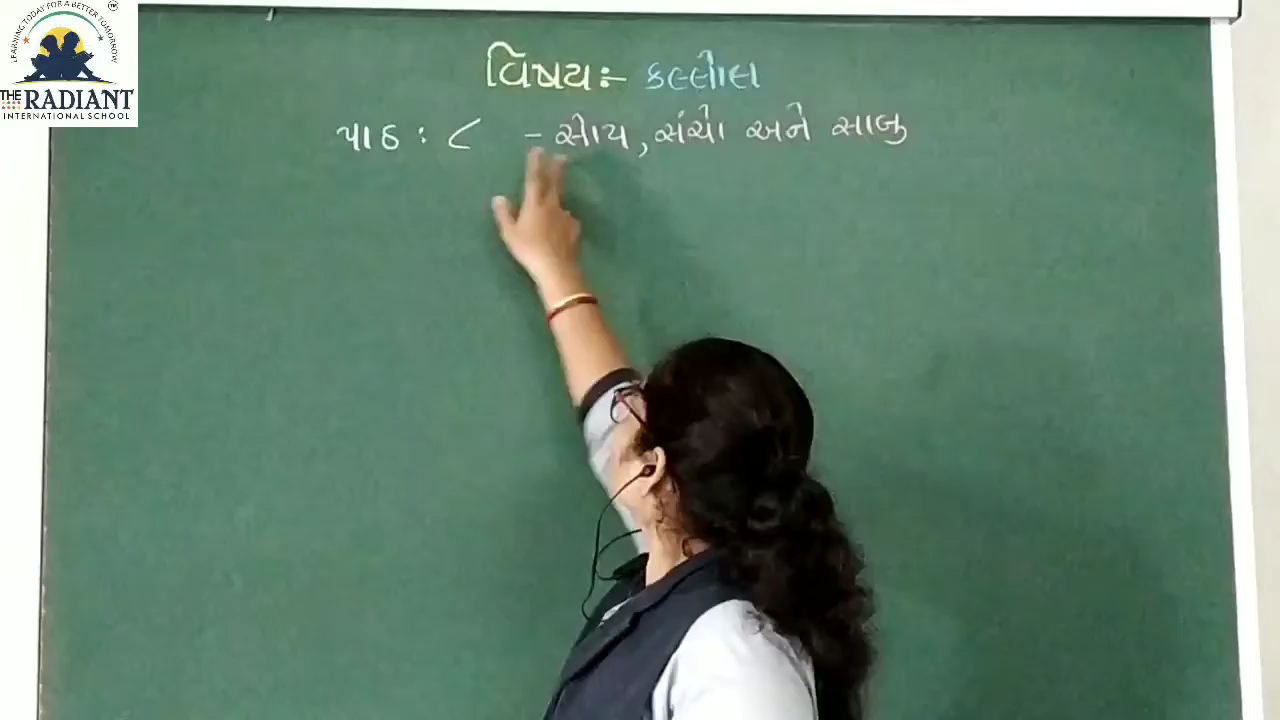 LEARNING TODAY FOR A BETTER TOMORROW
THE RADIANT
INTERNATIONAL SCHOOL
વિષય:- કલ્લોલ
પાઠ : ૮ - સોય, સંચો અને સાબુ